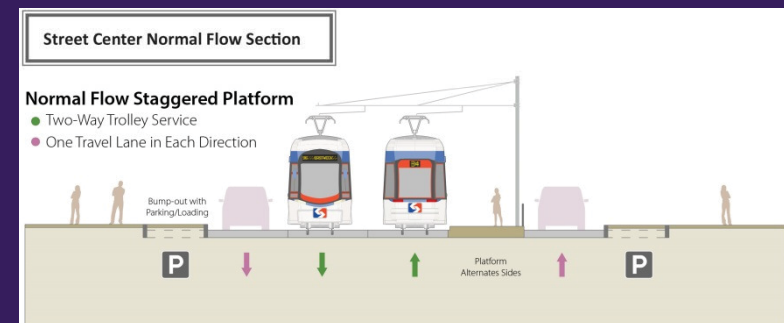 Street Center Normal Flow Section
Normal Flow Staggered Platform
Two-Way Trolley Service
One Travel Lane in Each Direction
Bump-out with
Parking/Loading
P
Platform
Alternates Sides
P